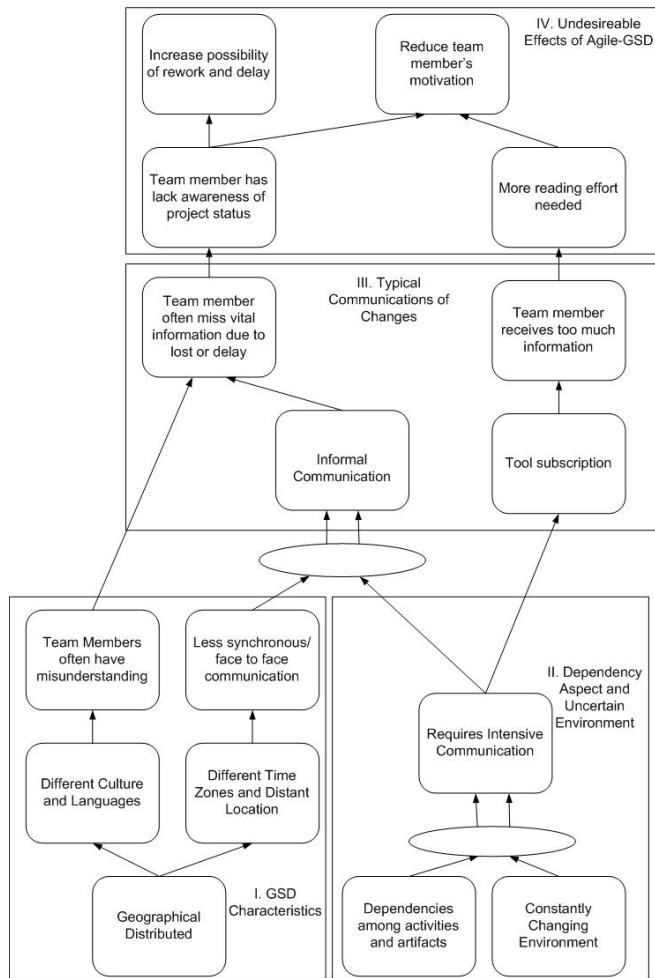 IV. Undesireable
Effects of Agile-GSD
Increase possibility
of rework and delay
Reduce team
member's
motivation
Team member has
lack awareness of
project status
More reading effort
needed
III. Typical
Communications of
Changes
Team member
often miss vital
information due to
lost or delay
Team member
receives too much
information
Informal
Communication
Tool subscription
Team Members
often have
misunderstanding
Less synchronous/
face to face
communication
II. Dependency
Aspect and
Uncertain
Environment
Requires Intensive
Communication
Different Culture
and Languages
Different Time
Zones and Distant
Location
I. GSD
Characteristics
Geographical
Distributed
Dependencies
among activities
and artifacts
Constantly
Changing
Environment